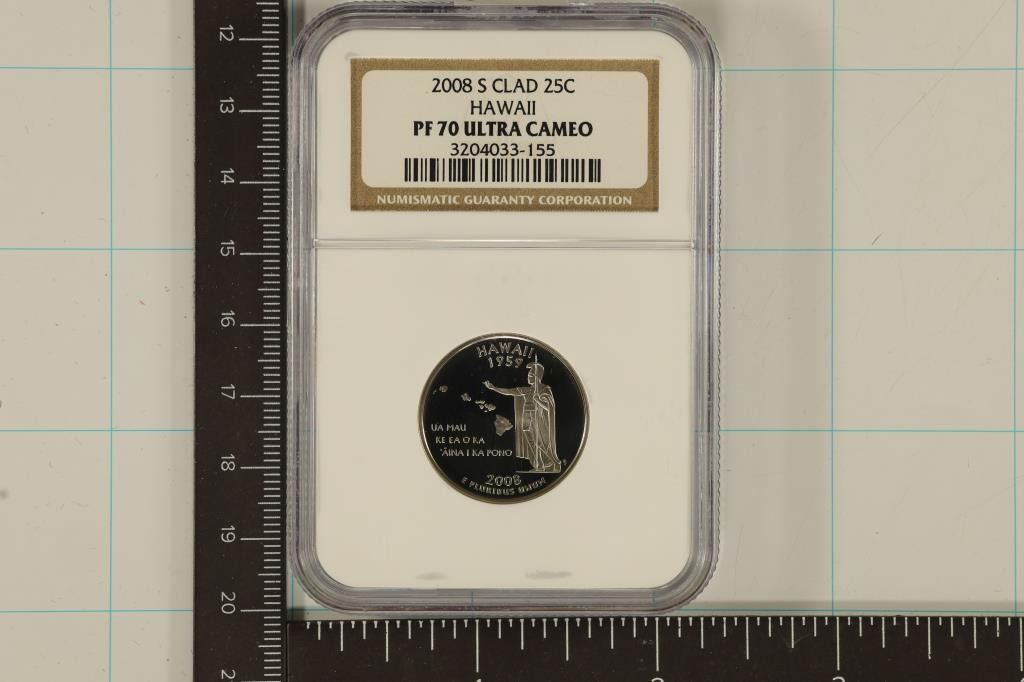 2008 S CLAD 25C
HAWAII
PF 70 ULTRA CAMEO
3204033-155
NUMISMATIC GUARANTY CORPORATION
HAWAII
1959
UA MAU
KE EA O KA
ʻĀINA I KA PONO
2008
E PLURIBUS UNUM
12
13
14
15
16
17
18
19
20